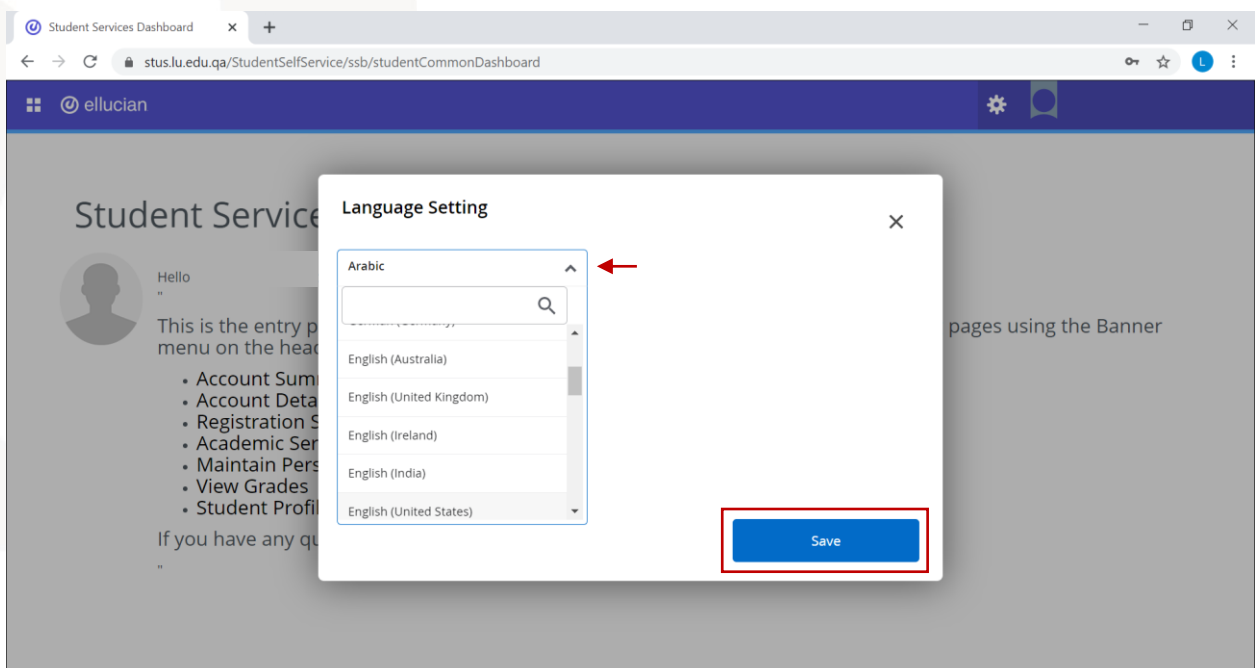 Student Services Dashboard
stus.lu.edu.qa/StudentSelfService/ssb/studentCommonDashboard
L
ellucian
Student Service
Language Setting
Hello
"
This is the entry p
pages using the Banner
menu on the head
• Account Summ
• Account Deta
• Registration S
• Academic Ser
• Maintain Pers
• View Grades
• Student Profil
If you have any qu
"
Arabic
English (Australia)
English (United Kingdom)
English (Ireland)
English (India)
English (United States)
Save